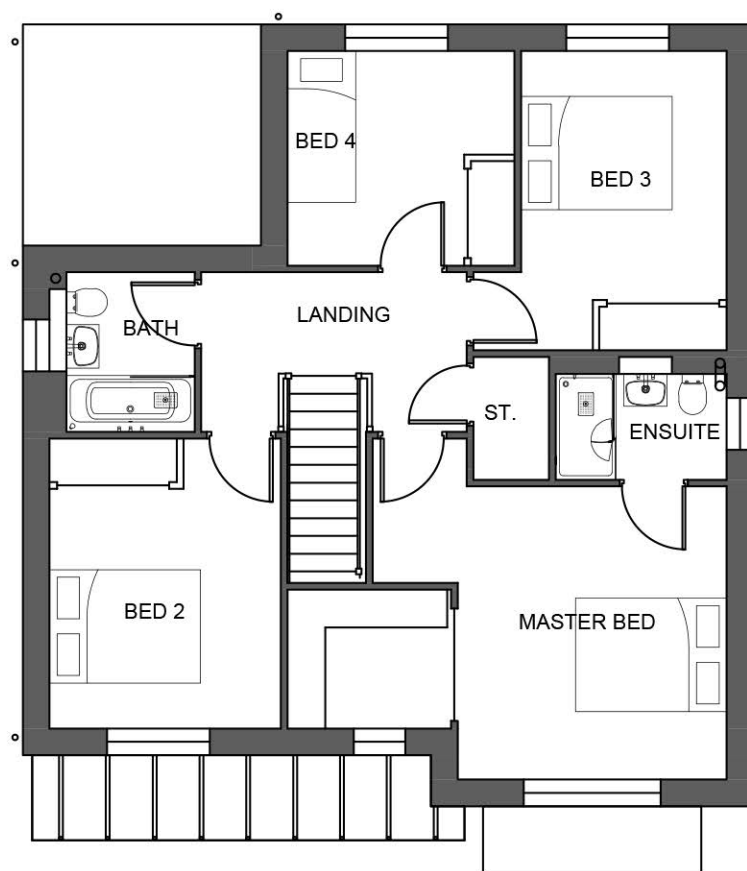 BED 4
BED 3
LANDING
BATH
ST.
ENSUITE
BED 2
MASTER BED